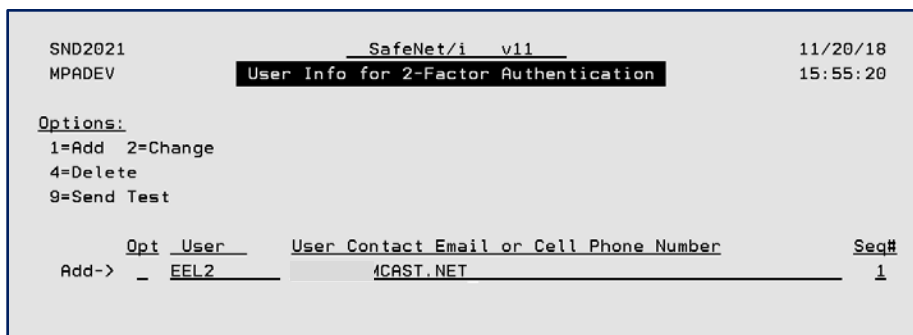 SND2021 SafeNet/i v11 11/20/18
MPADEV User Info for 2-Factor Authentication 15:55:20
Options:
1=Add 2=Change
4=Delete
9=Send Test
Opt User User Contact Email or Cell Phone Number Seq#
Add-> _ EEL2 MCAST.NET 1